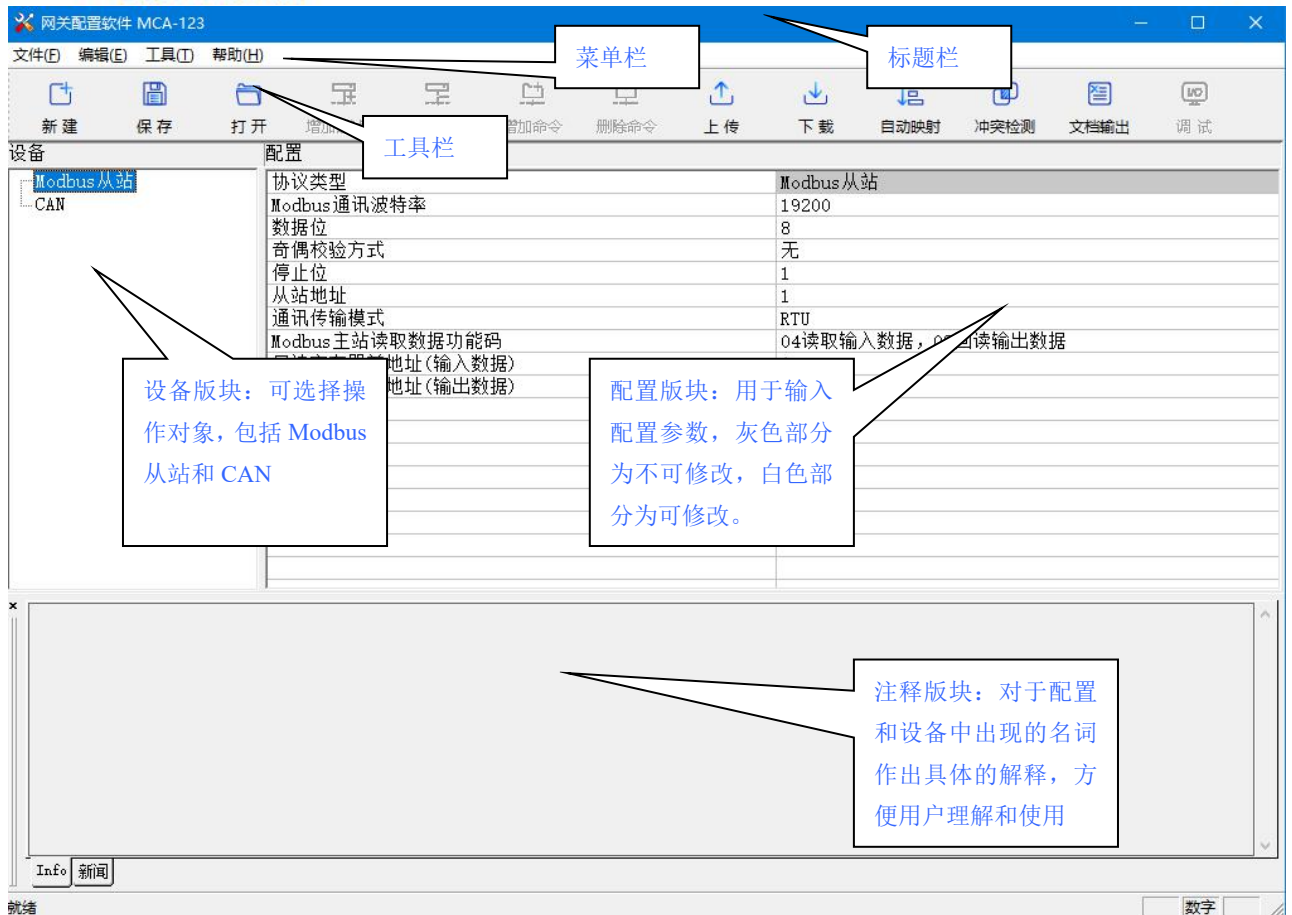 网关配置软件 MCA-123
文件(F) 编辑(E) 工具(T) 帮助(H)
菜单栏
标题栏
新建 保存 打开 增加 增加命令 删除命令 上传 下载 自动映射 冲突检测 文档输出 调试
工具栏
设备
配置
Modbus从站
CAN
协议类型 Modbus从站
Modbus通讯波特率 19200
数据位 8
奇偶校验方式 无
停止位 1
从站地址 1
通讯传输模式 RTU
Modbus主站读取数据功能码 04读取输入数据，0 回读输出数据
地址(输入数据)
地址(输出数据)
设备版块：可选择操
作对象，包括 Modbus
从站和 CAN
配置版块：用于输入
配置参数，灰色部分
为不可修改，白色部
分为可修改。
注释版块：对于配置
和设备中出现的名词
作出具体的解释，方
便用户理解和使用
Info 新闻
就绪
数字